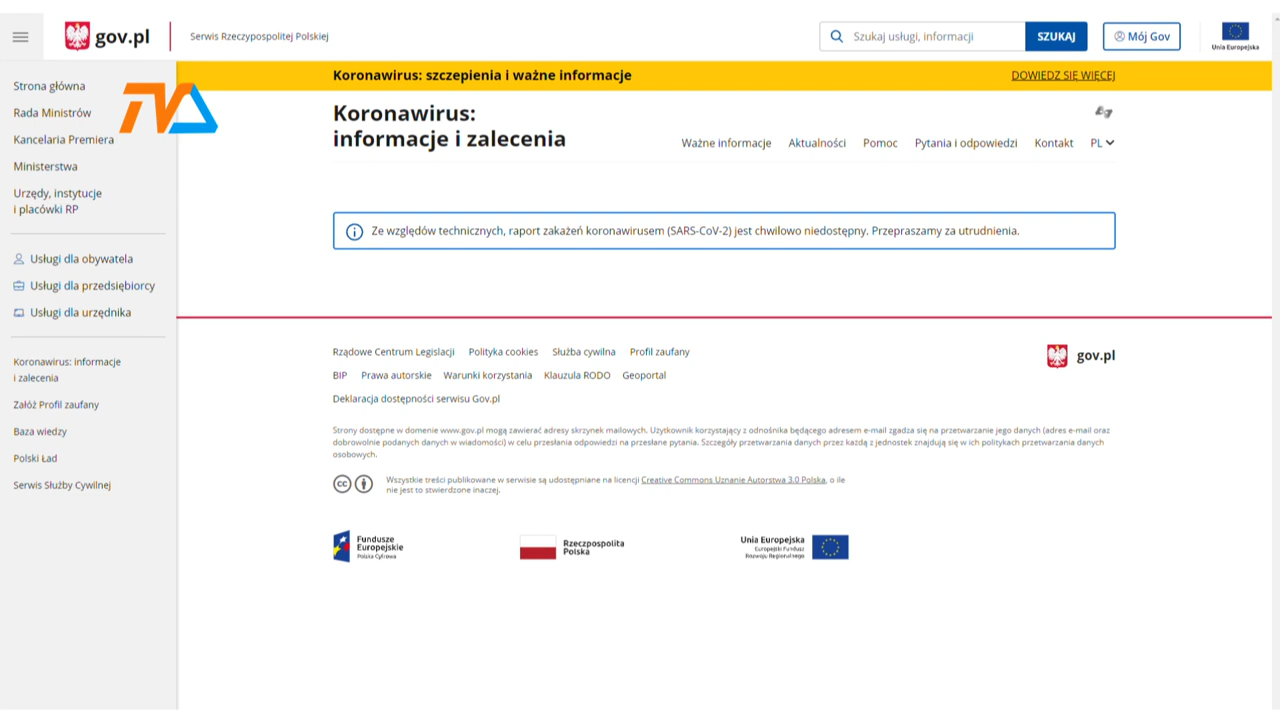 gov.pl
Serwis Rzeczypospolitej Polskiej
Szukaj usługi, informacji
SZUKAJ
Mój Gov
Unia Europejska
Strona główna
Rada Ministrów
Kancelaria Premiera
Ministerstwa
Urzędy, instytucje
i placówki RP
Usługi dla obywatela
Usługi dla przedsiębiorcy
Usługi dla urzędnika
Koronawirus: informacje
i zalecenia
Załóż Profil zaufany
Baza wiedzy
Polski Ład
Serwis Służby Cywilnej
TVA
Koronawirus: szczepienia i ważne informacje
DOWIEDZ SIĘ WIĘCEJ
Koronawirus:
informacje i zalecenia
Ważne informacje Aktualności Pomoc Pytania i odpowiedzi Kontakt PL
Ze względów technicznych, raport zakażeń koronawirusem (SARS-CoV-2) jest chwilowo niedostępny. Przepraszamy za utrudnienia.
Rządowe Centrum Legislacji Polityka cookies Służba cywilna Profil zaufany
BIP Prawa autorskie Warunki korzystania Klauzula RODO Geoportal
Deklaracja dostępności serwisu Gov.pl
gov.pl
Strony dostępne w domenie www.gov.pl mogą zawierać adresy skrzynek mailowych. Użytkownik korzystający z odnośnika będącego adresem e-mail zgadza się na przetwarzanie jego danych (adres e-mail oraz
dobrowolnie podanych danych w wiadomości) w celu przesłania odpowiedzi na przesłane pytania. Szczegóły przetwarzania danych przez każdą z jednostek znajdują się w ich politykach przetwarzania danych
osobowych.
cc
Wszystkie treści publikowane w serwisie są udostępniane na licencji Creative Commons Uznanie Autorstwa 3.0 Polska, o ile
nie jest to stwierdzone inaczej.
Fundusze
Europejskie
Polska Cyfrowa
Rzeczpospolita
Polska
Unia Europejska
Europejski Fundusz
Rozwoju Regionalnego